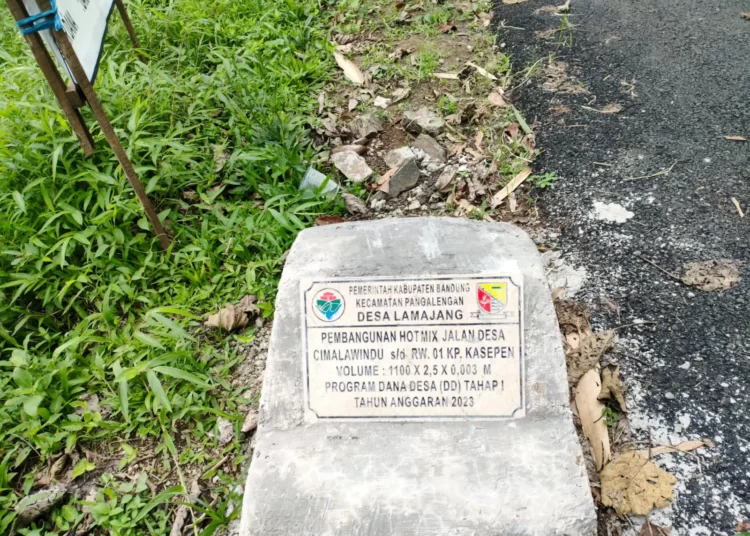 PEMERINTAH KABUPATEN BANDUNG
KECAMATAN PANGALENGAN
DESA LAMAJANG
PEMBANGUNAN HOTMIX JALAN DESA
CIMALAWINDU s/d RW. 01 KP. KASEPEN
VOLUME : 1100 X 2,5 X 0,003 M
PROGRAM DANA DESA (DD) TAHAP I
TAHUN ANGGARAN 2023